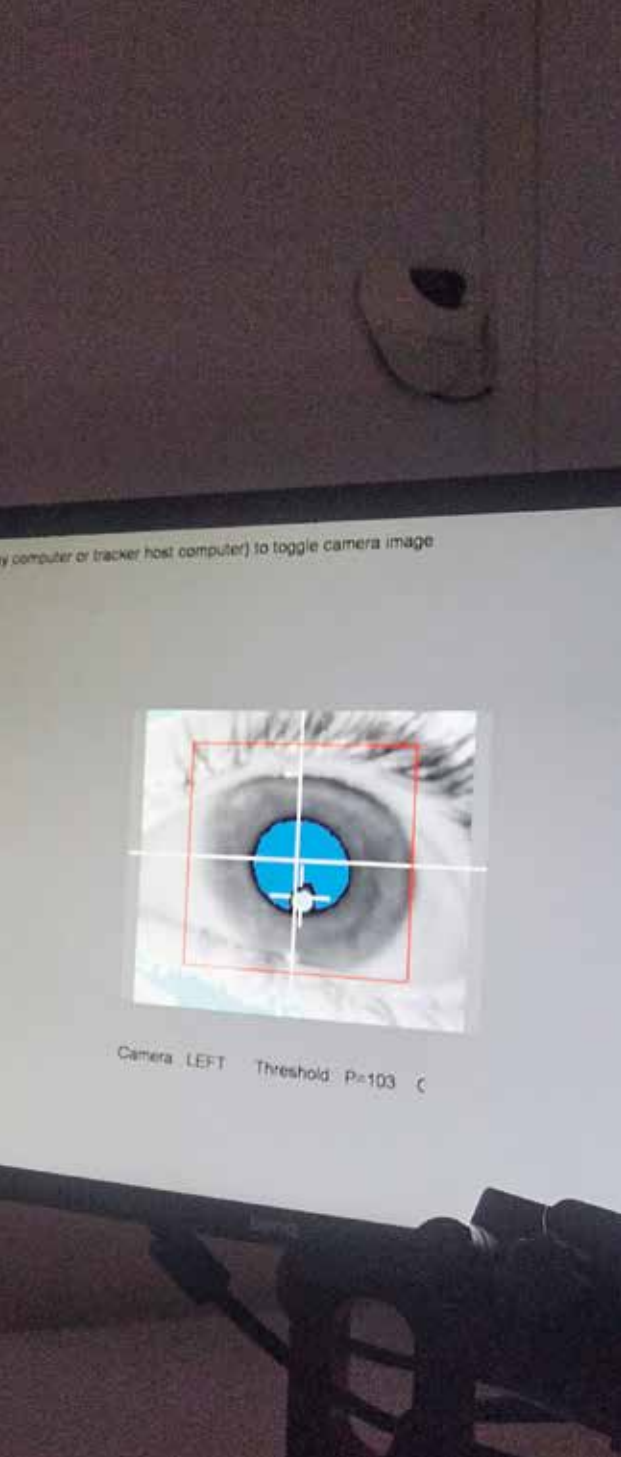 computer or tracker host computer) to toggle camera image
Camera LEFT Threshold P=103